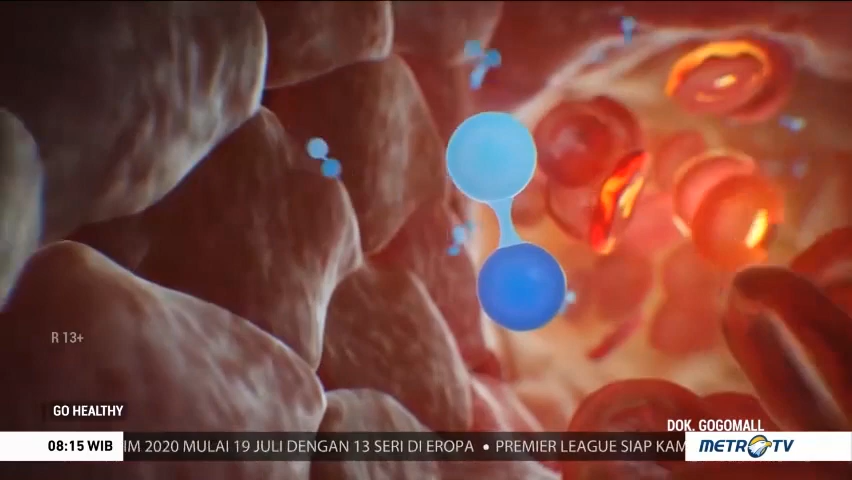 R 13+
GO HEALTHY
DOK. GOGOMALL
08:15 WIB
IM 2020 MULAI 19 JULI DENGAN 13 SERI DI EROPA • PREMIER LEAGUE SIAP KAM
METRO TV